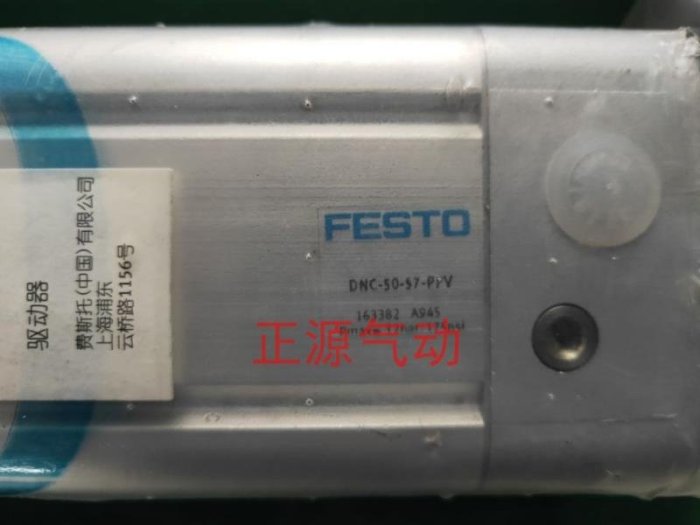 驱动器
费斯托(中国)有限公司
上海浦东
云桥路1156号
FESTO
DNC-50-57-PPV
163382 A945
正源气动